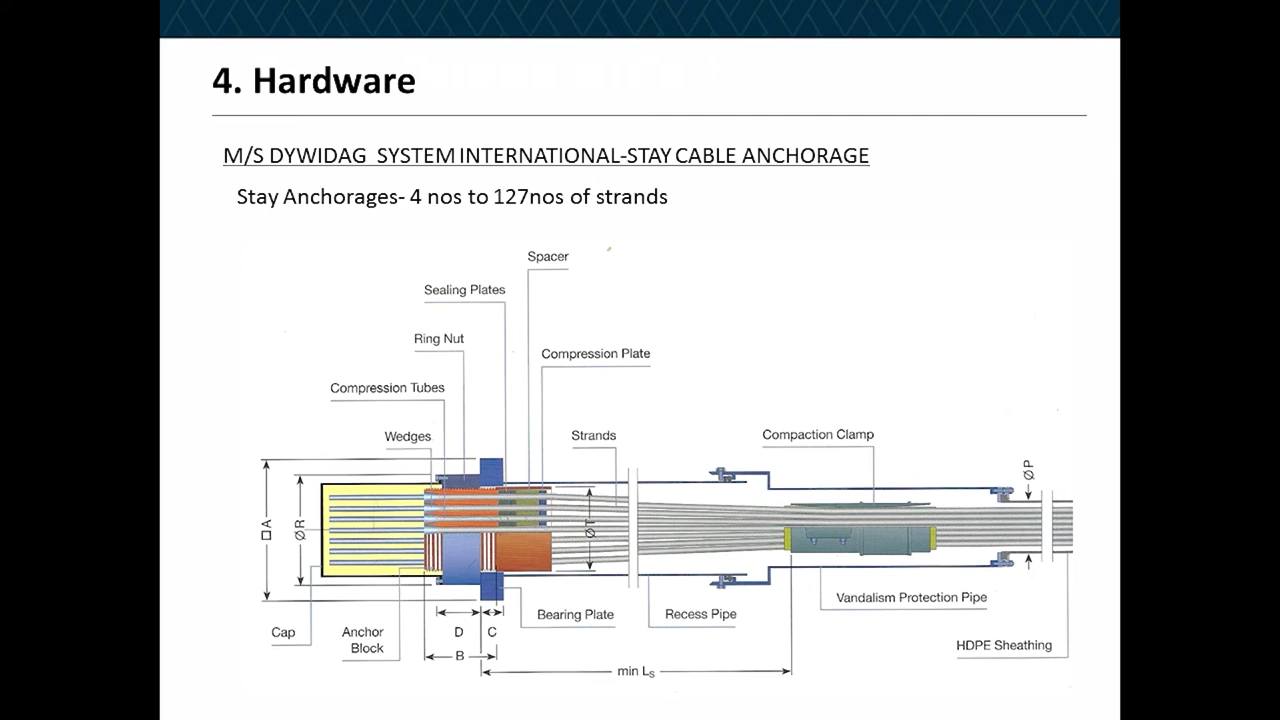 4. Hardware
M/S DYWIDAG SYSTEM INTERNATIONAL-STAY CABLE ANCHORAGE
Stay Anchorages- 4 nos to 127nos of strands
Spacer
Sealing Plates
Ring Nut
Compression Plate
Compression Tubes
Wedges
Strands
Compaction Clamp
ØP
□A
ØR
ØT
Bearing Plate
Recess Pipe
Vandalism Protection Pipe
Cap
Anchor
Block
D
C
B
HDPE Sheathing
min Ls